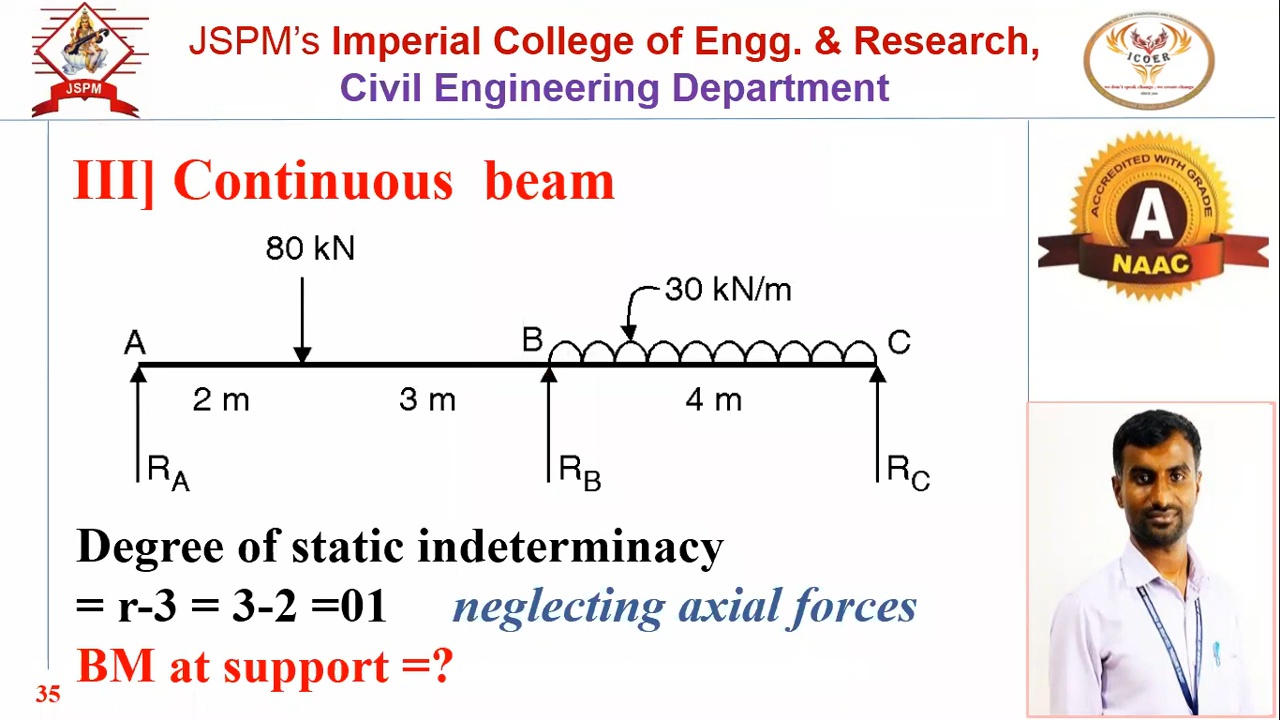 JSPM's Imperial College of Engg. & Research,
Civil Engineering Department
JSPM
ICOER
III] Continuous beam
ACCREDITED WITH GRADE
A
NAAC
80 kN
30 kN/m
A
B
C
2 m
3 m
4 m
RA
RB
RC
Degree of static indeterminacy
= r-3 = 3-2 =01 neglecting axial forces
BM at support =?
35